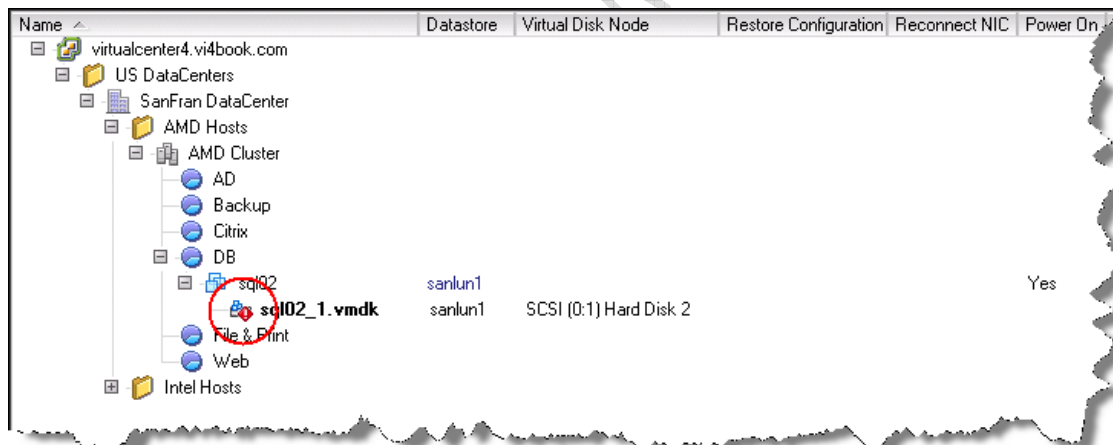 Name Datastore Virtual Disk Node Restore Configuration Reconnect NIC Power On
virtualcenter4.vi4book.com
US DataCenters
SanFran DataCenter
AMD Hosts
AMD Cluster
AD
Backup
Citrix
DB
sql02 sanlun1 Yes
sql02_1.vmdk sanlun1 SCSI (0:1) Hard Disk 2
File & Print
Web
Intel Hosts